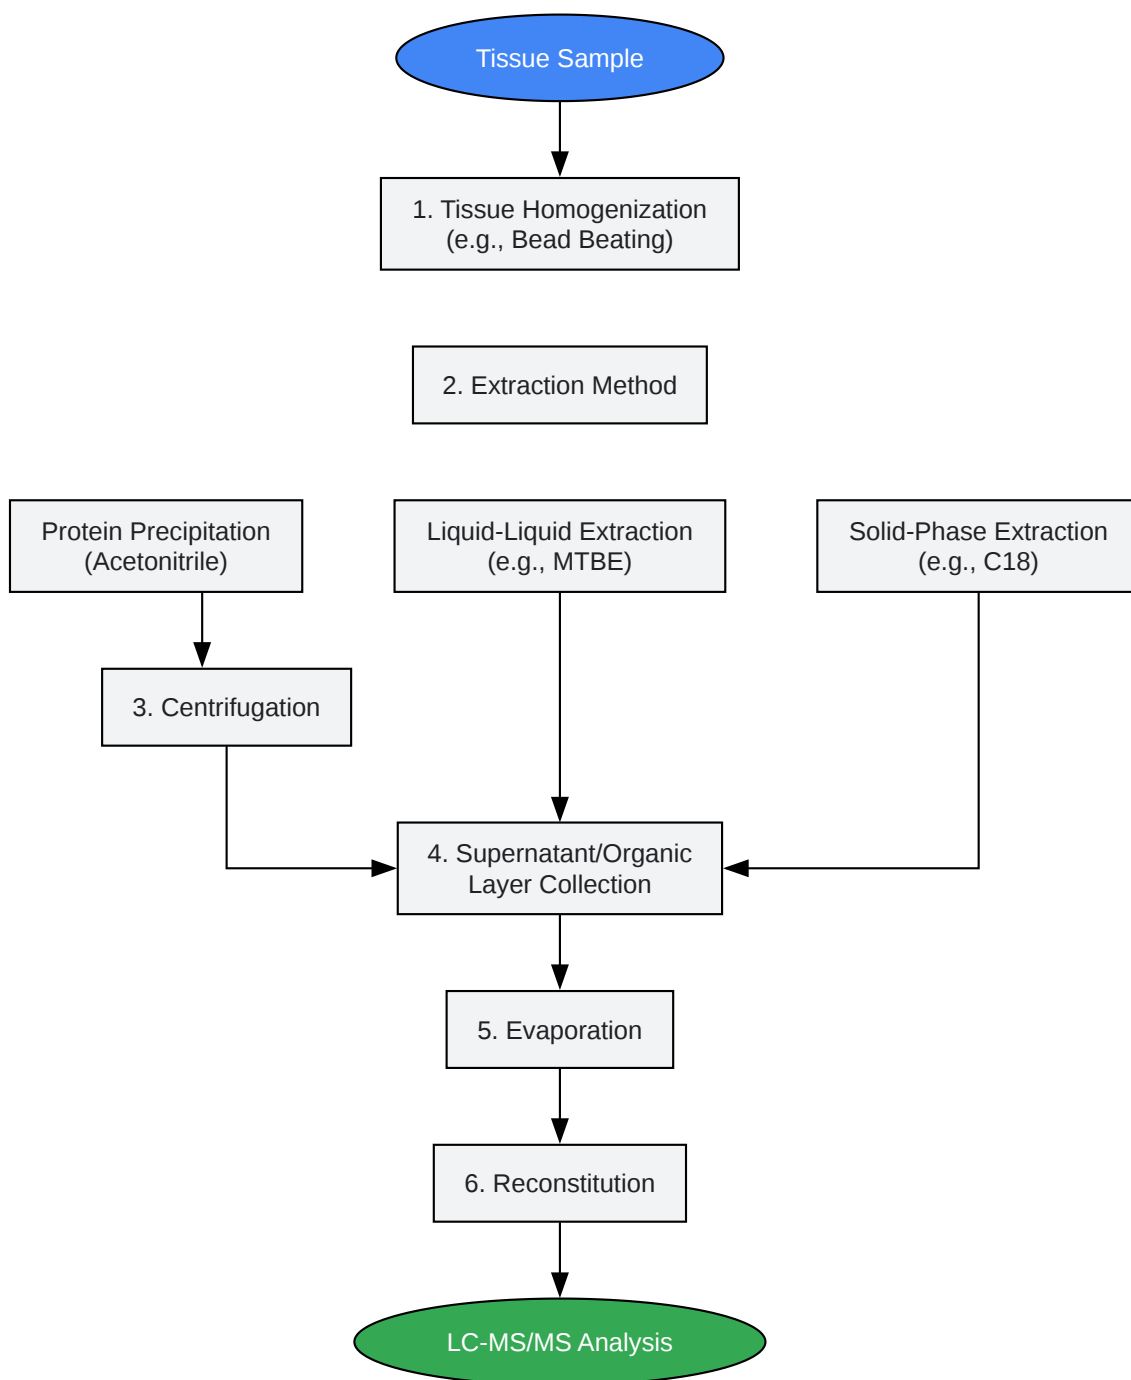 Tissue Sample
1. Tissue Homogenization
(e.g., Bead Beating)
2. Extraction Method
Protein Precipitation
(Acetonitrile)
Liquid-Liquid Extraction
(e.g., MTBE)
Solid-Phase Extraction
(e.g., C18)
3. Centrifugation
4. Supernatant/Organic
Layer Collection
5. Evaporation
6. Reconstitution
LC-MS/MS Analysis